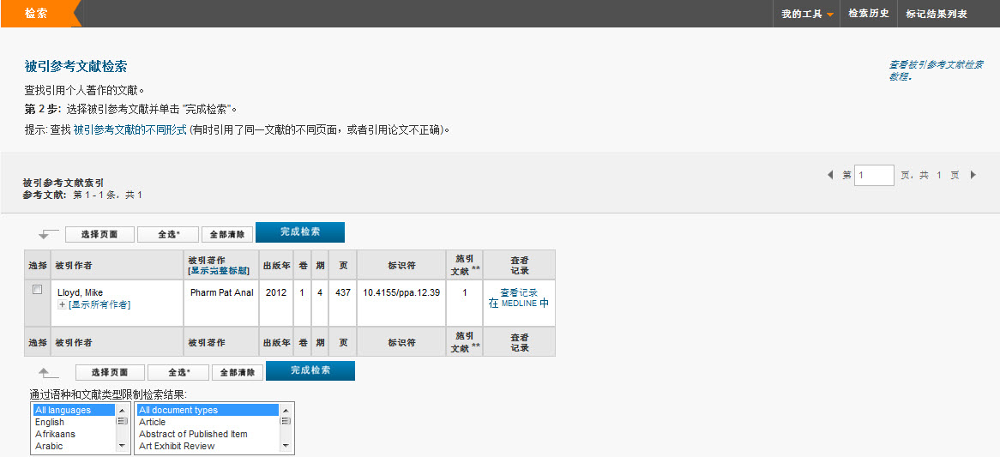 检索
我的工具 检索历史 标记结果列表
被引参考文献检索
查看被引参考文献检索
教程。
查找引用个人著作的文献。
第 2 步: 选择被引参考文献并单击 "完成检索"。
提示: 查找 被引参考文献的不同形式 (有时引用了同一文献的不同页面，或者引用论文不正确)。
第 1 页, 共 1 页
被引参考文献索引
参考文献: 第 1 - 1 条, 共 1
选择页面 全选* 全部清除 完成检索
选择 被引作者 被引著作 [显示完整标题] 出版年 卷 期 页 标识符 施引文献 ** 查看记录
Lloyd, Mike Pharm Pat Anal 2012 1 4 437 10.4155/ppa.12.39 1 查看记录
[显示所有作者] 在 MEDLINE 中
选择 被引作者 被引著作 出版年 卷 期 页 标识符 施引文献 ** 查看记录
选择页面 全选* 全部清除 完成检索
通过语种和文献类型限制检索结果:
All languages All document types
English Article
Afrikaans Abstract of Published Item
Arabic Art Exhibit Review